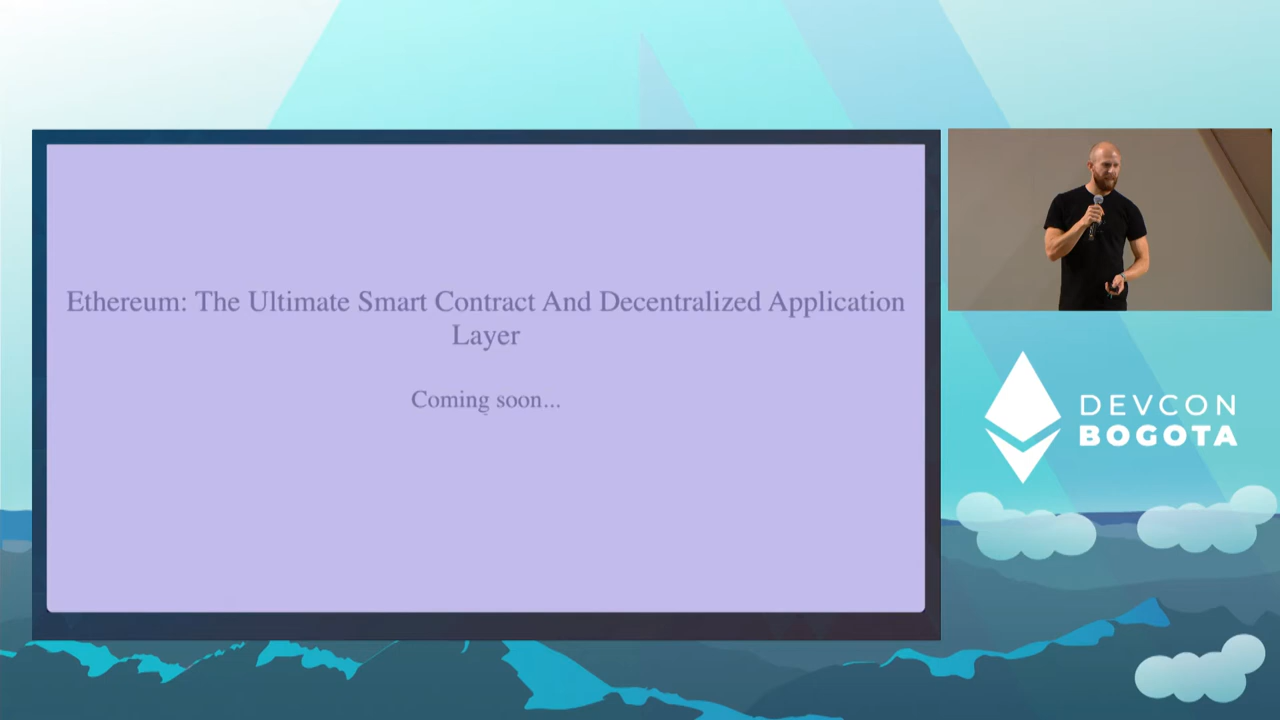 Ethereum: The Ultimate Smart Contract And Decentralized Application
Layer
Coming soon...
DEVCON
BOGOTA